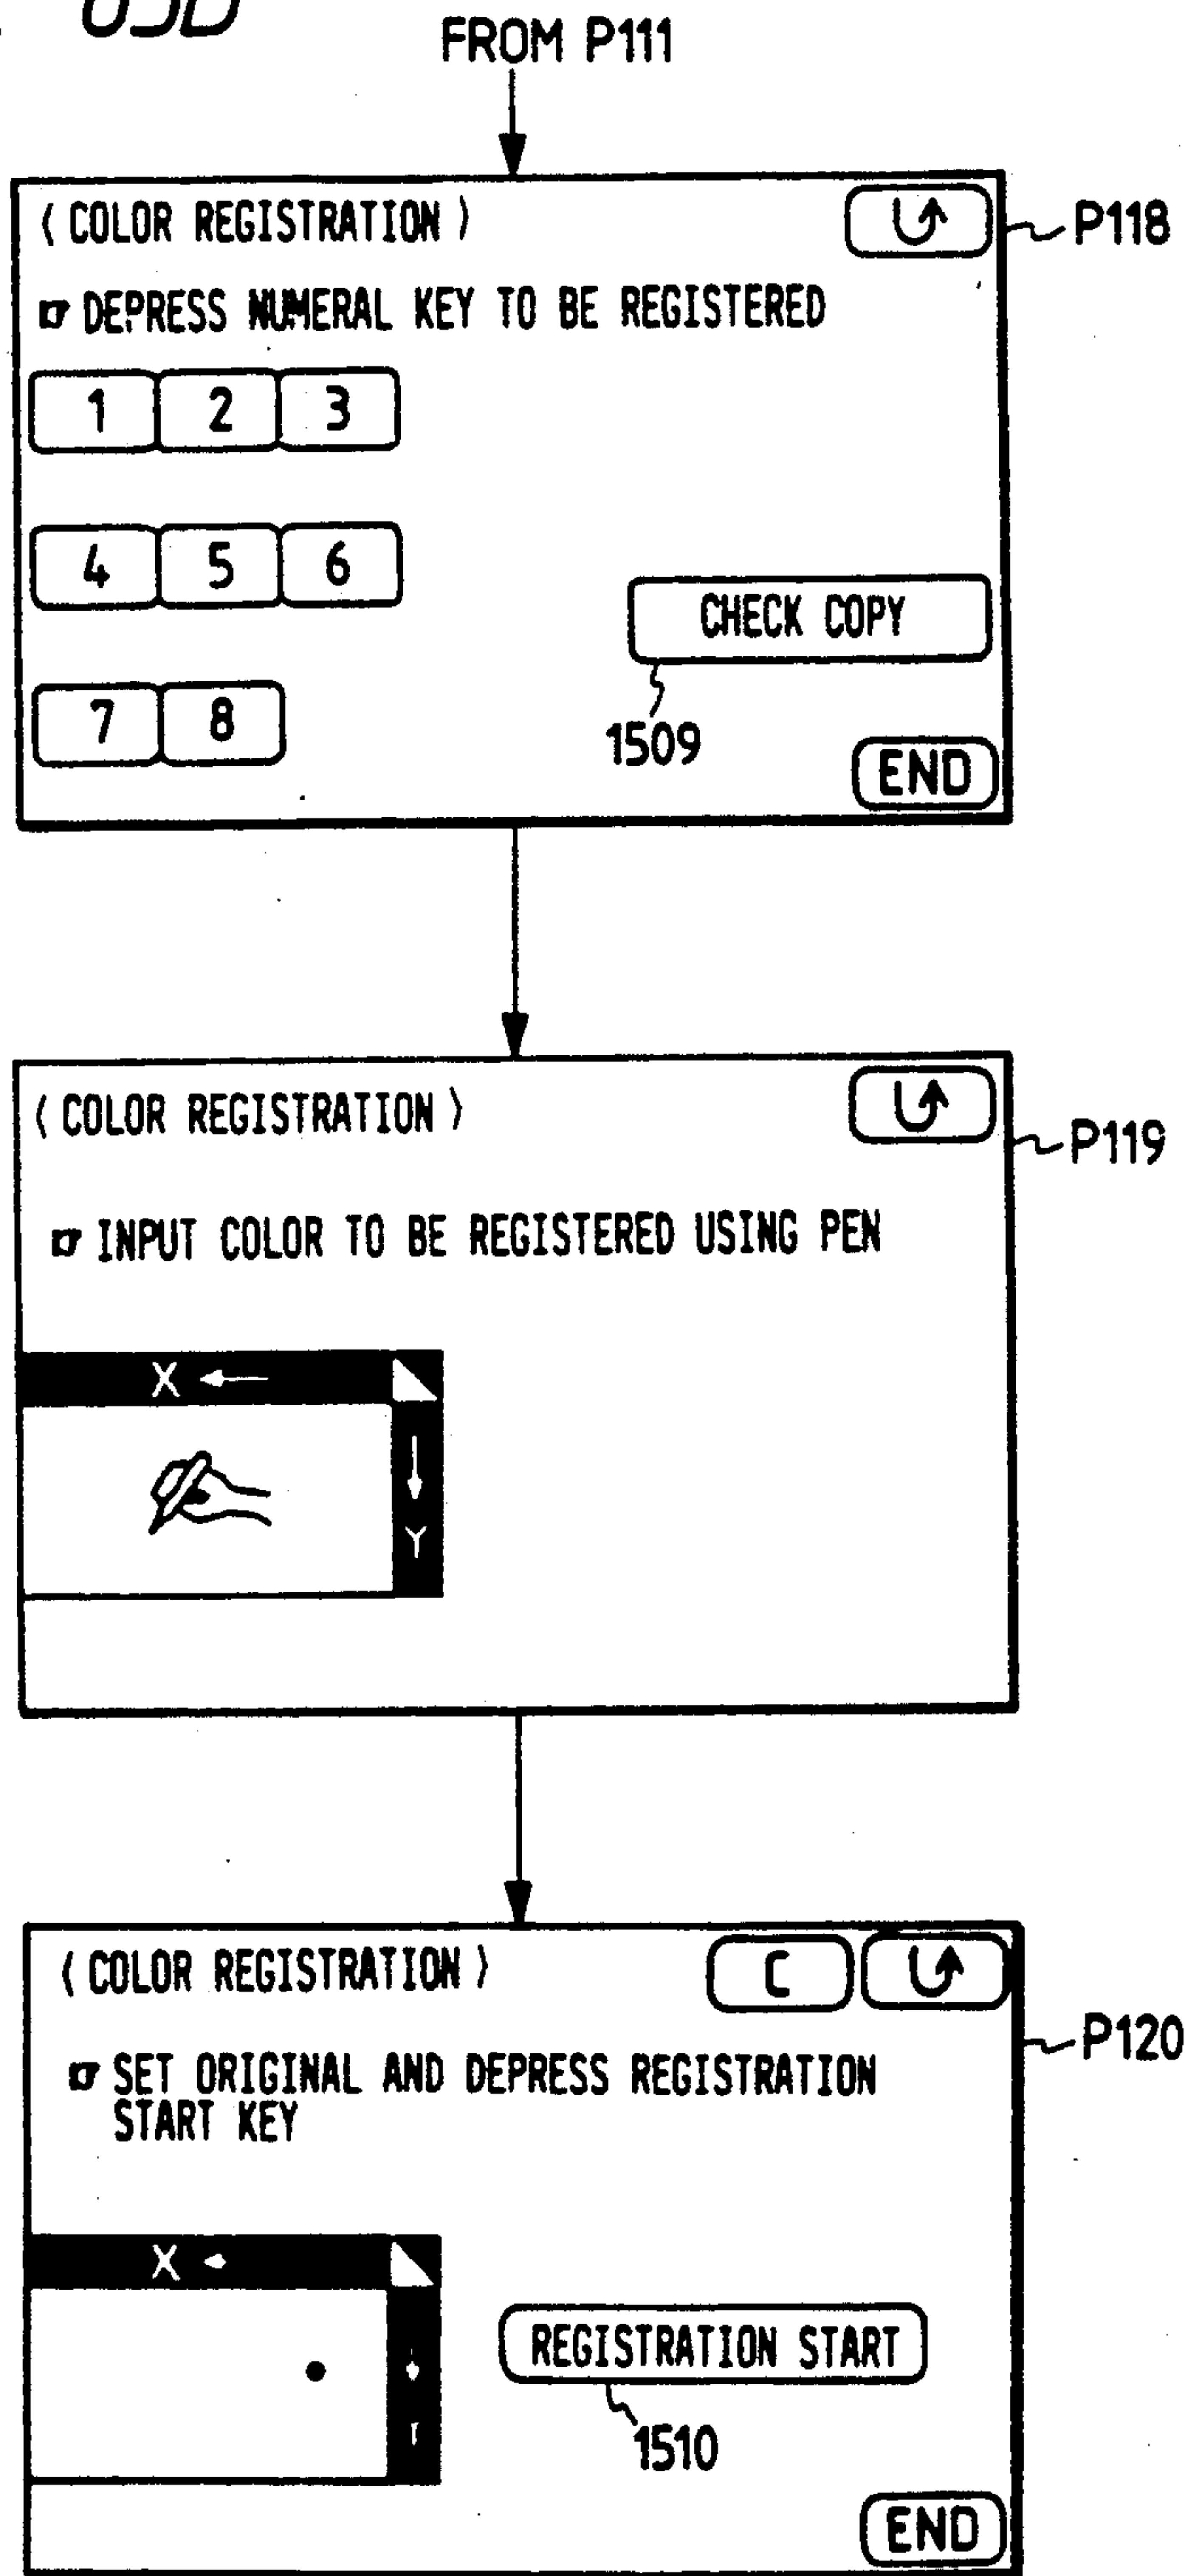 FROM P111
⟨ COLOR REGISTRATION ⟩
P118
☞ DEPRESS NUMERAL KEY TO BE REGISTERED
1 2 3
4 5 6
CHECK COPY
7 8
1509
END
⟨ COLOR REGISTRATION ⟩
P119
☞ INPUT COLOR TO BE REGISTERED USING PEN
X ←
↓
Y
⟨ COLOR REGISTRATION ⟩
C
P120
☞ SET ORIGINAL AND DEPRESS REGISTRATION
START KEY
X
REGISTRATION START
1510
END